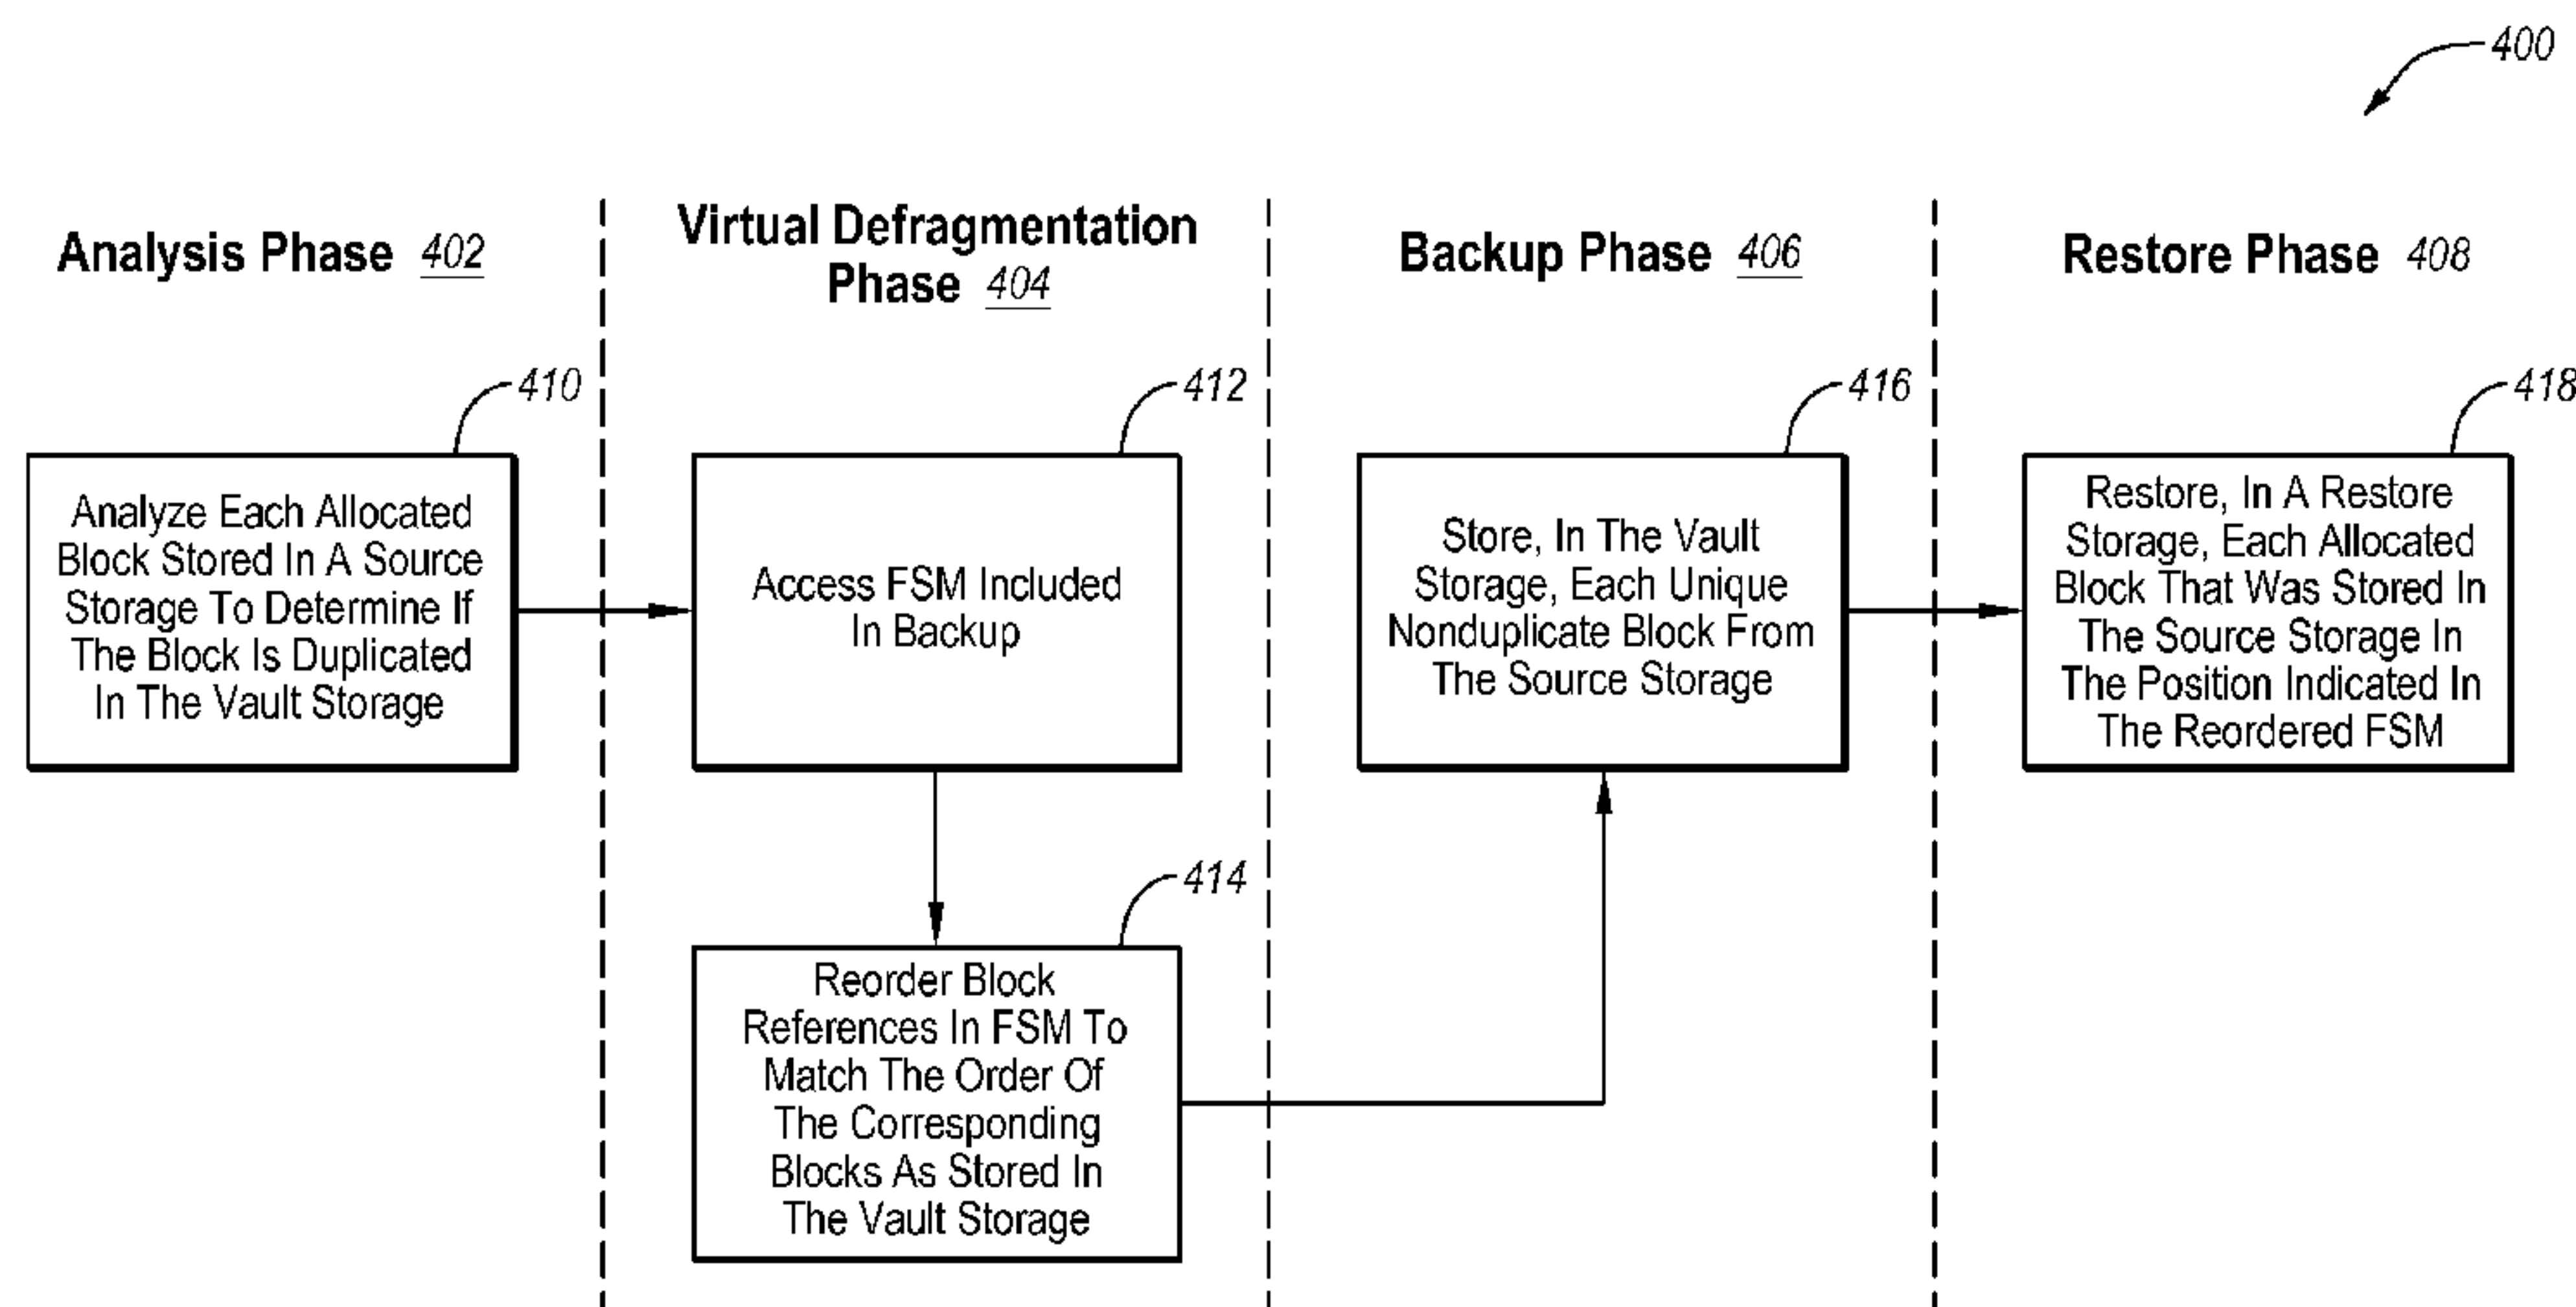 400
Analysis Phase 402
Virtual Defragmentation
Phase 404
Backup Phase 406
Restore Phase 408
410
Analyze Each Allocated
Block Stored In A Source
Storage To Determine If
The Block Is Duplicated
In The Vault Storage
412
Access FSM Included
In Backup
414
Reorder Block
References In FSM To
Match The Order Of
The Corresponding
Blocks As Stored In
The Vault Storage
416
Store, In The Vault
Storage, Each Unique
Nonduplicate Block From
The Source Storage
418
Restore, In A Restore
Storage, Each Allocated
Block That Was Stored In
The Source Storage In
The Position Indicated In
The Reordered FSM